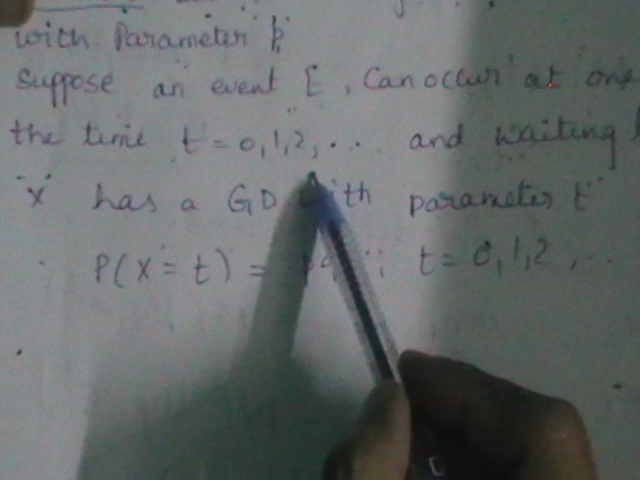 with Parameter p,
Suppose an event E, Can occur at one
the time t = 0,1,2, ... and waiting
"X" has a GD with parameter t
P(X = t) = pq ; t = 0,1,2,...